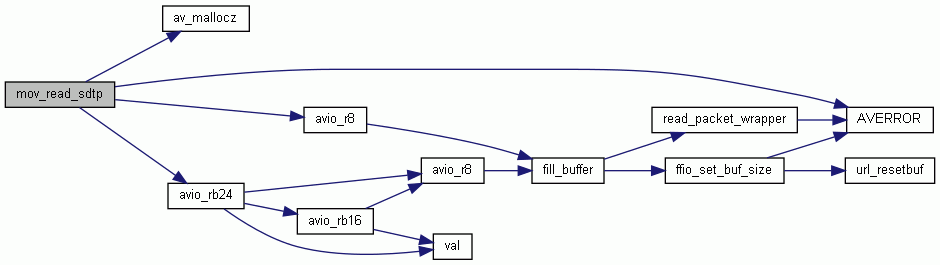 av_mallocz
mov_read_sdtp
avio_r8
read_packet_wrapper
AVERROR
avio_r8
fill_buffer
ffio_set_buf_size
url_resetbuf
avio_rb24
avio_rb16
val